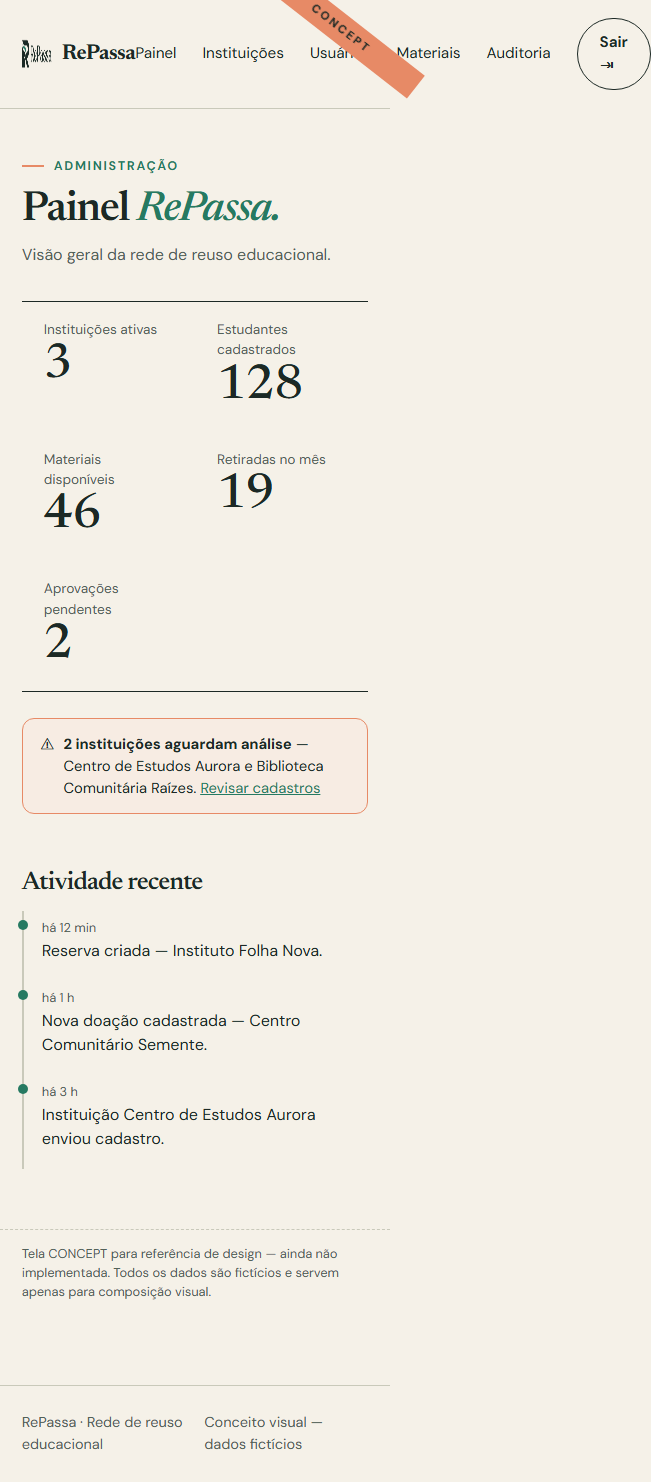 RePassa
Painel Instituições Usuár Materiais Auditoria
Sair
CONCEPT
ADMINISTRAÇÃO
Painel RePassa.
Visão geral da rede de reuso educacional.
Instituições ativas
3
Estudantes
cadastrados
128
Materiais
disponíveis
46
Retiradas no mês
19
Aprovações
pendentes
2
⚠ 2 instituições aguardam análise —
Centro de Estudos Aurora e Biblioteca
Comunitária Raízes. Revisar cadastros
Atividade recente
há 12 min
Reserva criada — Instituto Folha Nova.
há 1 h
Nova doação cadastrada — Centro
Comunitário Semente.
há 3 h
Instituição Centro de Estudos Aurora
enviou cadastro.
Tela CONCEPT para referência de design — ainda não
implementada. Todos os dados são fictícios e servem
apenas para composição visual.
RePassa · Rede de reuso
educacional
Conceito visual —
dados fictícios